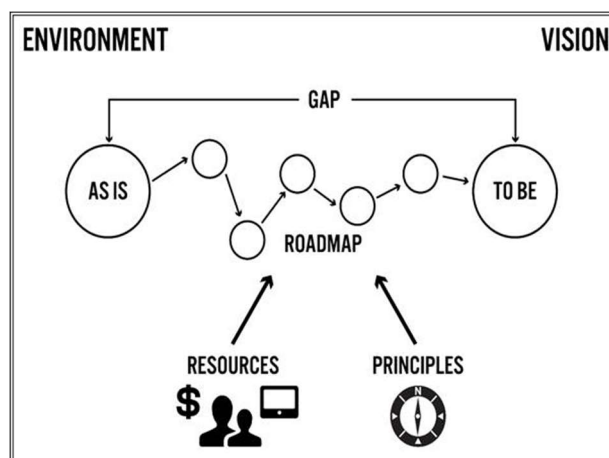 ENVIRONMENT
VISION
GAP
AS IS
TO BE
ROADMAP
RESOURCES
PRINCIPLES
$
N